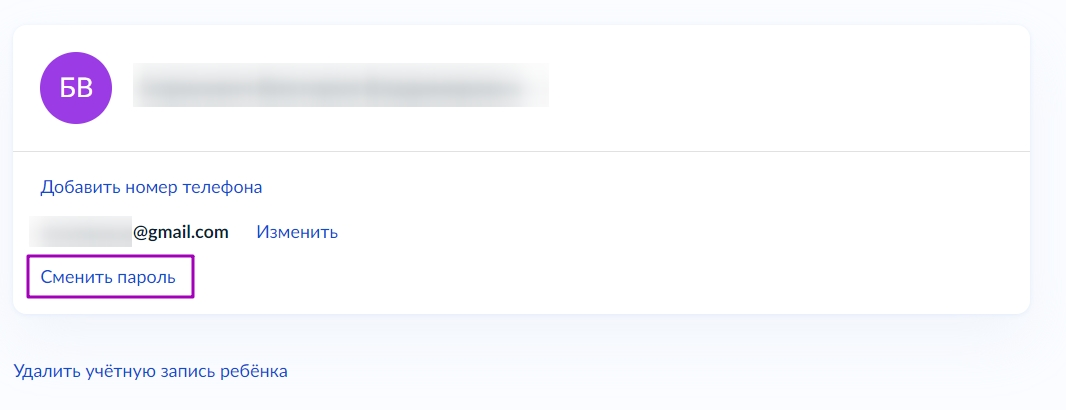 БВ
Добавить номер телефона
@gmail.com Изменить
Сменить пароль
Удалить учётную запись ребёнка